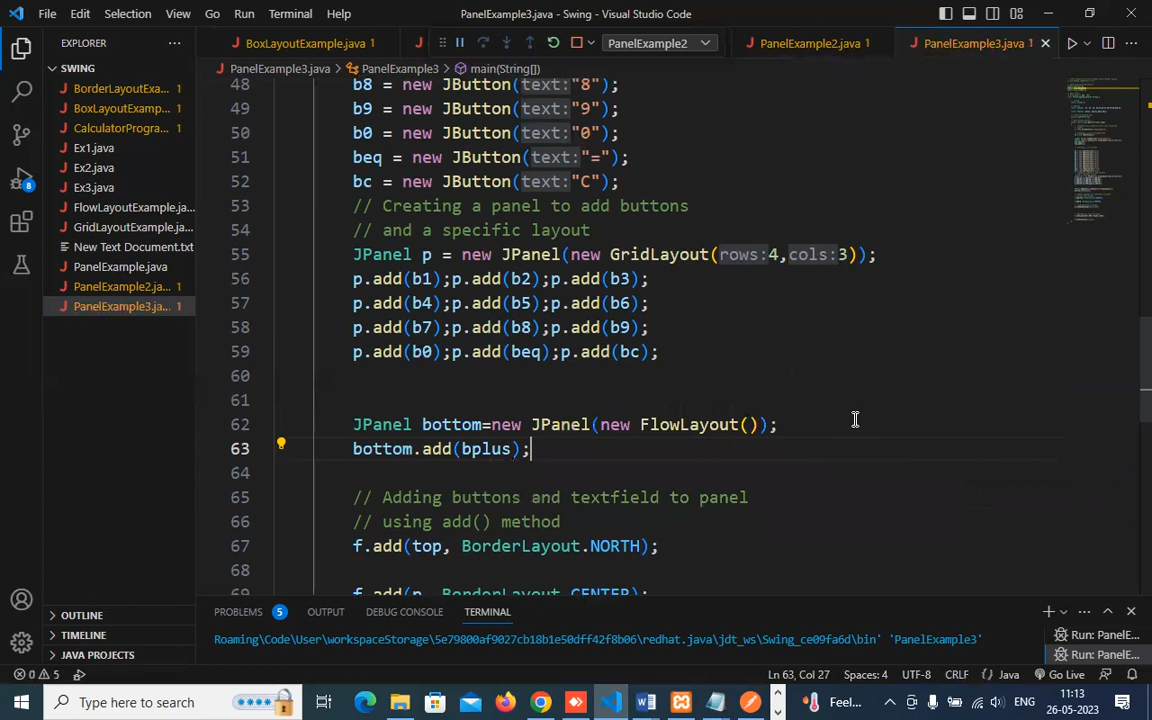 File Edit Selection View Go Run Terminal Help
PanelExample3.java - Swing - Visual Studio Code
EXPLORER
BoxLayoutExample.java 1
PanelExample2
PanelExample2.java 1
PanelExample3.java 1
SWING
PanelExample3.java > PanelExample3 > main(String[])
BorderLayoutExa... 1
BoxLayoutExamp... 1
CalculatorProgra... 1
Ex1.java
Ex2.java
Ex3.java
FlowLayoutExample.ja...
GridLayoutExample.ja...
New Text Document.txt
PanelExample.java
PanelExample2.ja... 1
PanelExample3.ja... 1
8
48 b8 = new JButton(text:"8");
49 b9 = new JButton(text:"9");
50 b0 = new JButton(text:"0");
51 beq = new JButton(text:"=");
52 bc = new JButton(text:"C");
53 // Creating a panel to add buttons
54 // and a specific layout
55 JPanel p = new JPanel(new GridLayout(rows:4,cols:3));
56 p.add(b1);p.add(b2);p.add(b3);
57 p.add(b4);p.add(b5);p.add(b6);
58 p.add(b7);p.add(b8);p.add(b9);
59 p.add(b0);p.add(beq);p.add(bc);
60
61
62 JPanel bottom=new JPanel(new FlowLayout());
63 bottom.add(bplus);
64
65 // Adding buttons and textfield to panel
66 // using add() method
67 f.add(top, BorderLayout.NORTH);
68
69 f.add(p, BorderLayout.CENTER);
OUTLINE
TIMELINE
JAVA PROJECTS
PROBLEMS 5 OUTPUT DEBUG CONSOLE TERMINAL
Roaming\Code\User\workspaceStorage\5e79800af9027cb18b1e50dff42f8b06\redhat.java\jdt_ws\Swing_ce09fa6d\bin' 'PanelExample3'
Run: PanelE...
Run: PanelE...
0 5
Ln 63, Col 27 Spaces: 4 UTF-8 CRLF Java Go Live
Type here to search
Feel...
ENG
11:13
26-05-2023